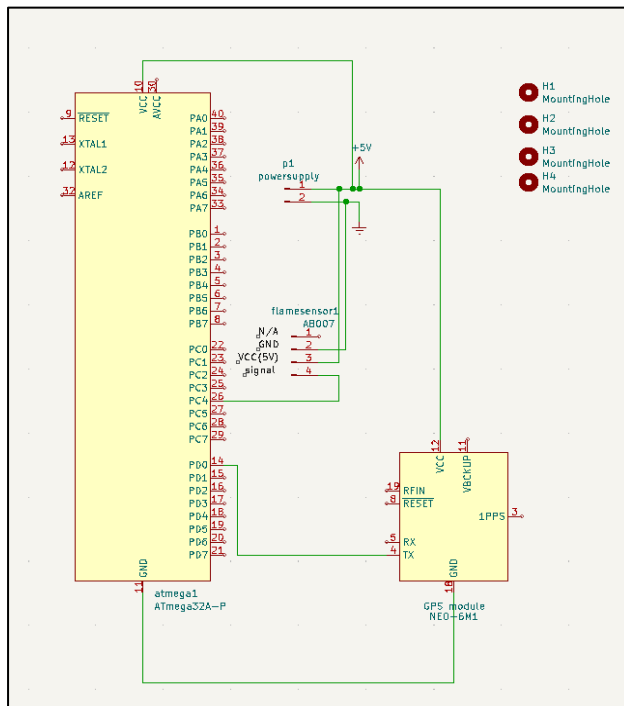 10
VCC
30
AVCC
9 RESET
13 XTAL1
12 XTAL2
32 AREF
PA0 40
PA1 39
PA2 38
PA3 37
PA4 36
PA5 35
PA6 34
PA7 33
PB0 1
PB1 2
PB2 3
PB3 4
PB4 5
PB5 6
PB6 7
PB7 8
PC0 22
PC1 23
PC2 24
PC3 25
PC4 26
PC5 27
PC6 28
PC7 29
PD0 14
PD1 15
PD2 16
PD3 17
PD4 18
PD5 19
PD6 20
PD7 21
GND
11
atmega1
ATmega32A-P
p1
powersupply
1
2
+5V
flamesensor1
AB007
N/A 1
GND 2
VCC(5V) 3
signal 4
H1
MountingHole
H2
MountingHole
H3
MountingHole
H4
MountingHole
12
VCC
11
VBCKUP
19 RFIN
8 RESET
1PPS 3
5 RX
4 TX
GND
18
GPS module
NEO-6M1